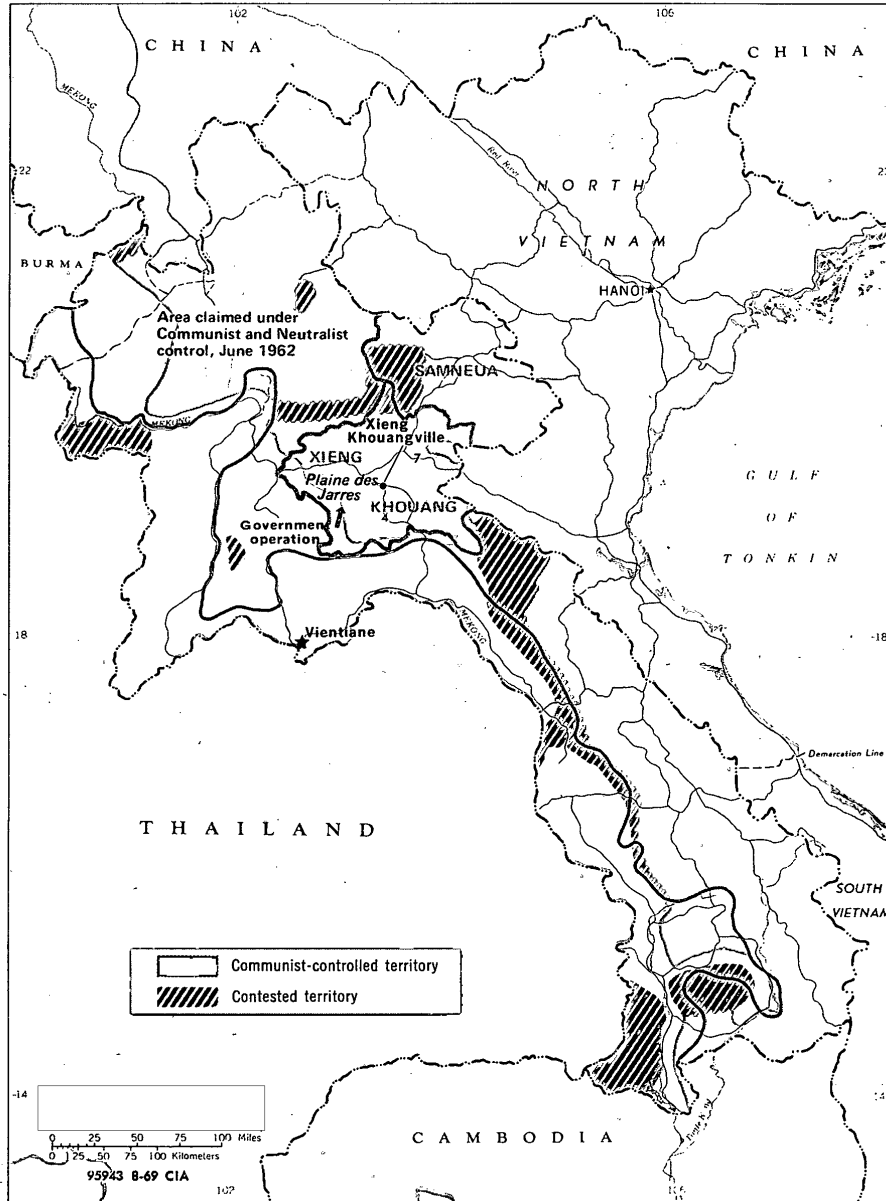 102
106
CHINA
CHINA
MEKONG
22
Red River
NORTH
VIETNAM
BURMA
HANOI
Area claimed under
Communist and Neutralist
control, June 1962
SAMNEUA
MEKONG
Xieng
Khouangville
XIENG
7
Plaine des
Jarres
KHOUANG
4
GULF
OF
TONKIN
Governmen
operation
18
18
Vientiane
MEKONG
Demarcation Line
THAILAND
SOUTH
VIETNAM
Communist-controlled territory
Contested territory
14
14
0 25 50 75 100 Miles
0 25 50 75 100 Kilometers
CAMBODIA
95943 8-69 CIA
102